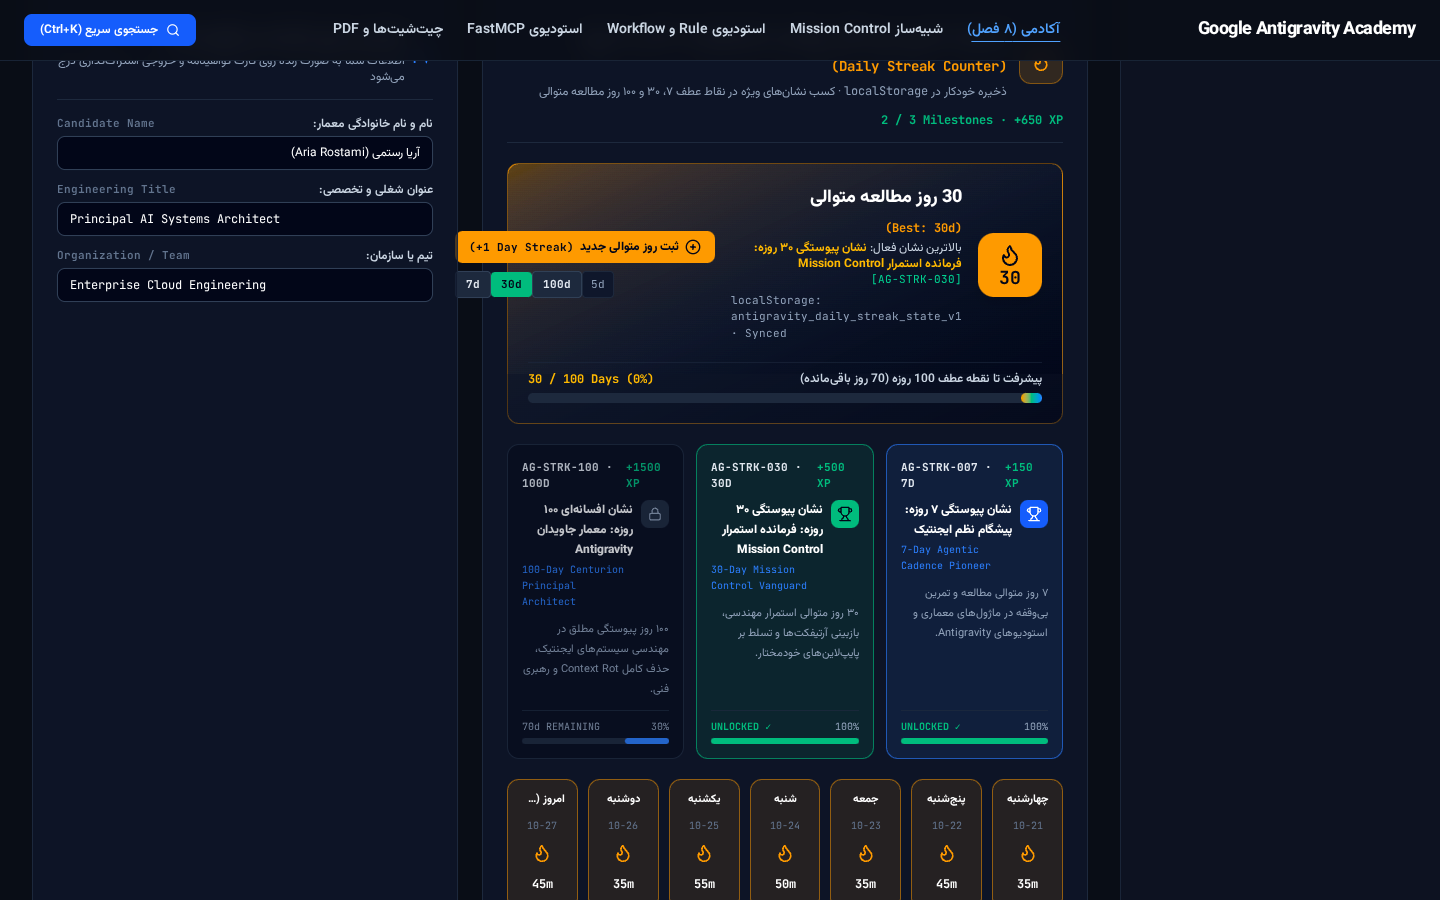 Google Antigravity Academy
آکادمی (۸ فصل)
شبیه‌ساز Mission Control
استودیوی Rule و Workflow
استودیوی FastMCP
چیت‌شیت‌ها و PDF
جستجوی سریع (Ctrl+K)
(Daily Streak Counter)
ذخیره خودکار در localStorage · کسب نشان‌های ویژه در نقاط عطف ۷، ۳۰ و ۱۰۰ روز مطالعه متوالی
2 / 3 Milestones · +650 XP
30 روز مطالعه متوالی
(Best: 30d)
بالاترین نشان فعال: نشان پیوستگی ۳۰ روزه:
فرمانده استمرار Mission Control
[AG-STRK-030]
localStorage:
antigravity_daily_streak_state_v1
· Synced
30
ثبت روز متوالی جدید (+1 Day Streak)
7d
30d
100d
5d
پیشرفت تا نقطه عطف 100 روزه (70 روز باقی‌مانده)
30 / 100 Days (0%)
AG-STRK-007 ·
7D
+150
XP
نشان پیوستگی ۷ روزه:
پیشگام نظم ایجنتیک
7-Day Agentic
Cadence Pioneer
۷ روز متوالی مطالعه و تمرین
بی‌وقفه در ماژول‌های معماری و
استودیوهای Antigravity.
UNLOCKED ✓
100%
AG-STRK-030 ·
30D
+500
XP
نشان پیوستگی ۳۰
روزه: فرمانده استمرار
Mission Control
30-Day Mission
Control Vanguard
۳۰ روز متوالی استمرار مهندسی،
بازبینی آرتیفکت‌ها و تسلط بر
پایپ‌لاین‌های خودمختار.
UNLOCKED ✓
100%
AG-STRK-100 ·
100D
+1500
XP
نشان افسانه‌ای ۱۰۰
روزه: معمار جاویدان
Antigravity
100-Day Centurion
Principal
Architect
۱۰۰ روز پیوستگی مطلق در
مهندسی سیستم‌های ایجنتیک،
حذف کامل Context Rot و رهبری
فنی.
70d REMAINING
30%
چهارشنبه
10-21
35m
پنج‌شنبه
10-22
45m
جمعه
10-23
35m
شنبه
10-24
50m
یکشنبه
10-25
55m
دوشنبه
10-26
35m
امروز (...
10-27
45m
می‌شود
نام و نام خانوادگی معمار:
Candidate Name
آریا رستمی (Aria Rostami)
عنوان شغلی و تخصصی:
Engineering Title
Principal AI Systems Architect
تیم یا سازمان:
Organization / Team
Enterprise Cloud Engineering